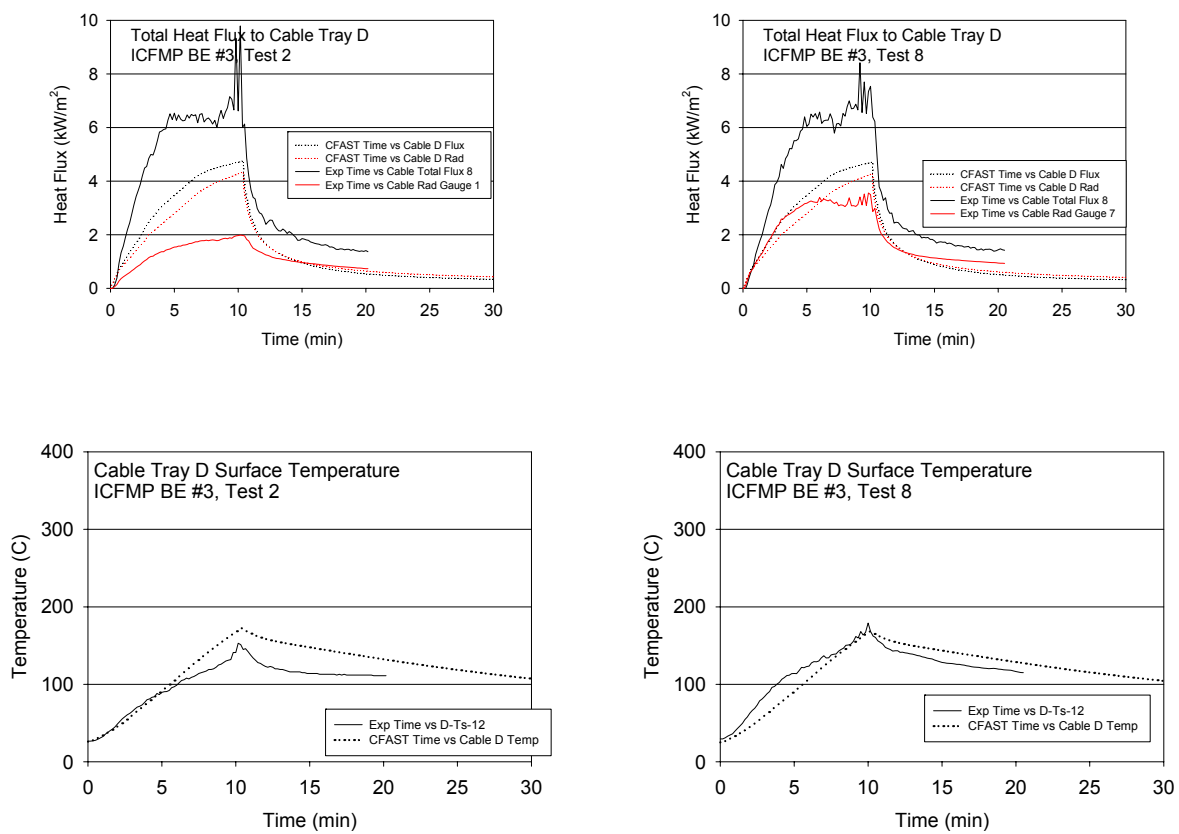 Total Heat Flux to Cable Tray D
ICFMP BE #3, Test 2
Heat Flux (kW/m²)
10
8
6
4
2
0
CFAST Time vs Cable D Flux
CFAST Time vs Cable D Rad
Exp Time vs Cable Total Flux 8
Exp Time vs Cable Rad Gauge 1
0 5 10 15 20 25 30
Time (min)
Total Heat Flux to Cable Tray D
ICFMP BE #3, Test 8
Heat Flux (kW/m²)
10
8
6
4
2
0
CFAST Time vs Cable D Flux
CFAST Time vs Cable D Rad
Exp Time vs Cable Total Flux 8
Exp Time vs Cable Rad Gauge 7
0 5 10 15 20 25 30
Time (min)
Cable Tray D Surface Temperature
ICFMP BE #3, Test 2
Temperature (C)
400
300
200
100
0
Exp Time vs D-Ts-12
CFAST Time vs Cable D Temp
0 5 10 15 20 25 30
Time (min)
Cable Tray D Surface Temperature
ICFMP BE #3, Test 8
Temperature (C)
400
300
200
100
0
Exp Time vs D-Ts-12
CFAST Time vs Cable D Temp
0 5 10 15 20 25 30
Time (min)